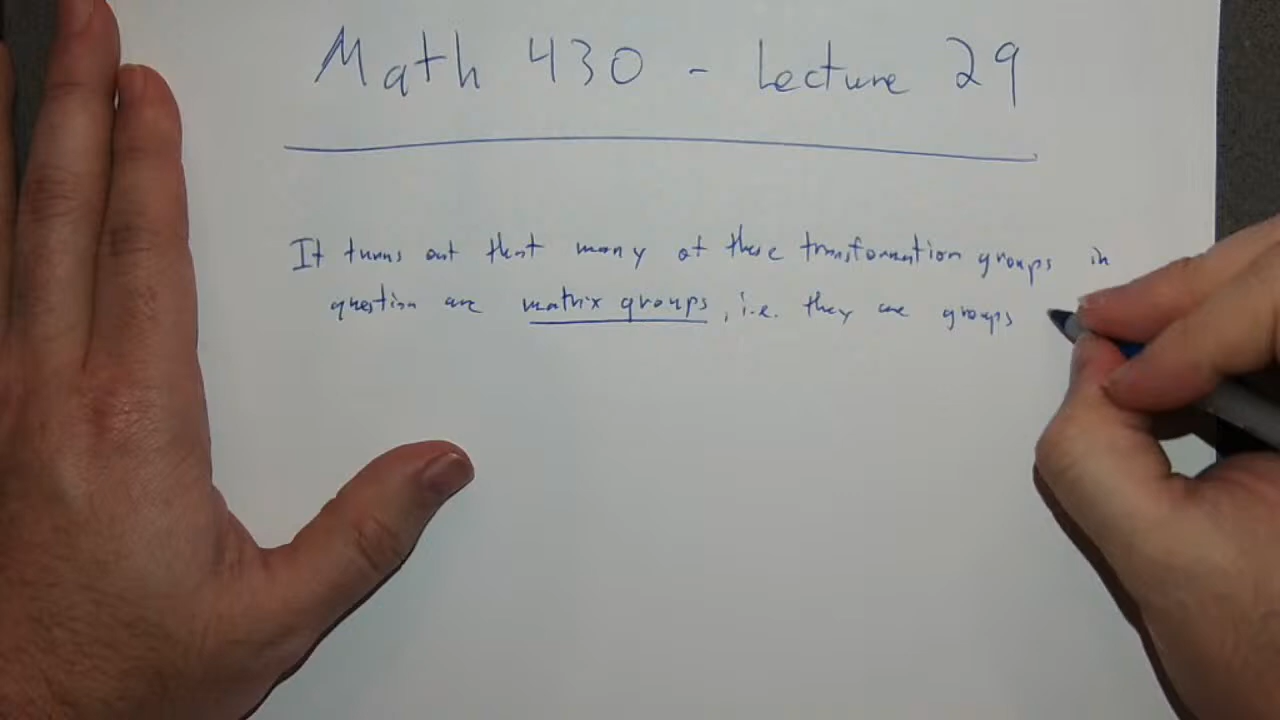 Math 430 - Lecture 29
It turns out that many of these transformation groups in
question are matrix groups, i.e. they are groups